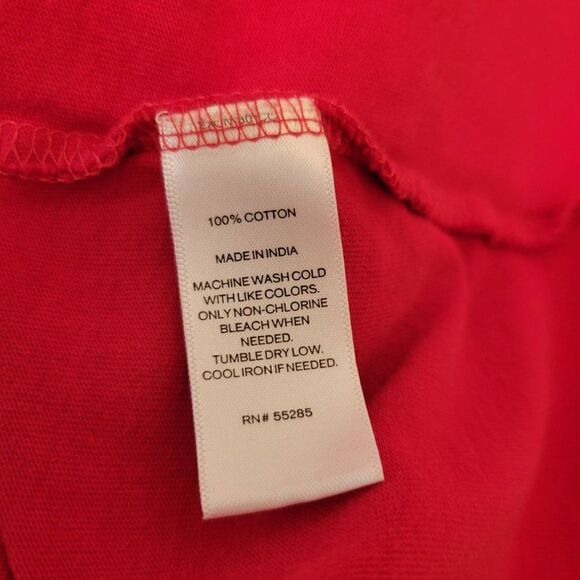 100% COTTON
MADE IN INDIA
MACHINE WASH COLD
WITH LIKE COLORS.
ONLY NON-CHLORINE
BLEACH WHEN
NEEDED.
TUMBLE DRY LOW.
COOL IRON IF NEEDED.
RN# 55285